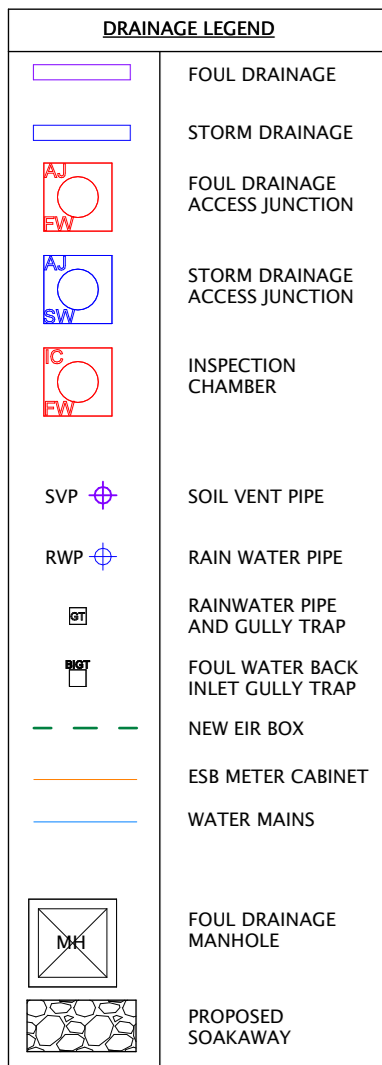 DRAINAGE LEGEND
FOUL DRAINAGE
STORM DRAINAGE
AJ
FW
FOUL DRAINAGE
ACCESS JUNCTION
AJ
SW
STORM DRAINAGE
ACCESS JUNCTION
IC
FW
INSPECTION
CHAMBER
SVP
SOIL VENT PIPE
RWP
RAIN WATER PIPE
GT
RAINWATER PIPE
AND GULLY TRAP
BIGT
FOUL WATER BACK
INLET GULLY TRAP
NEW EIR BOX
ESB METER CABINET
WATER MAINS
MH
FOUL DRAINAGE
MANHOLE
PROPOSED
SOAKAWAY